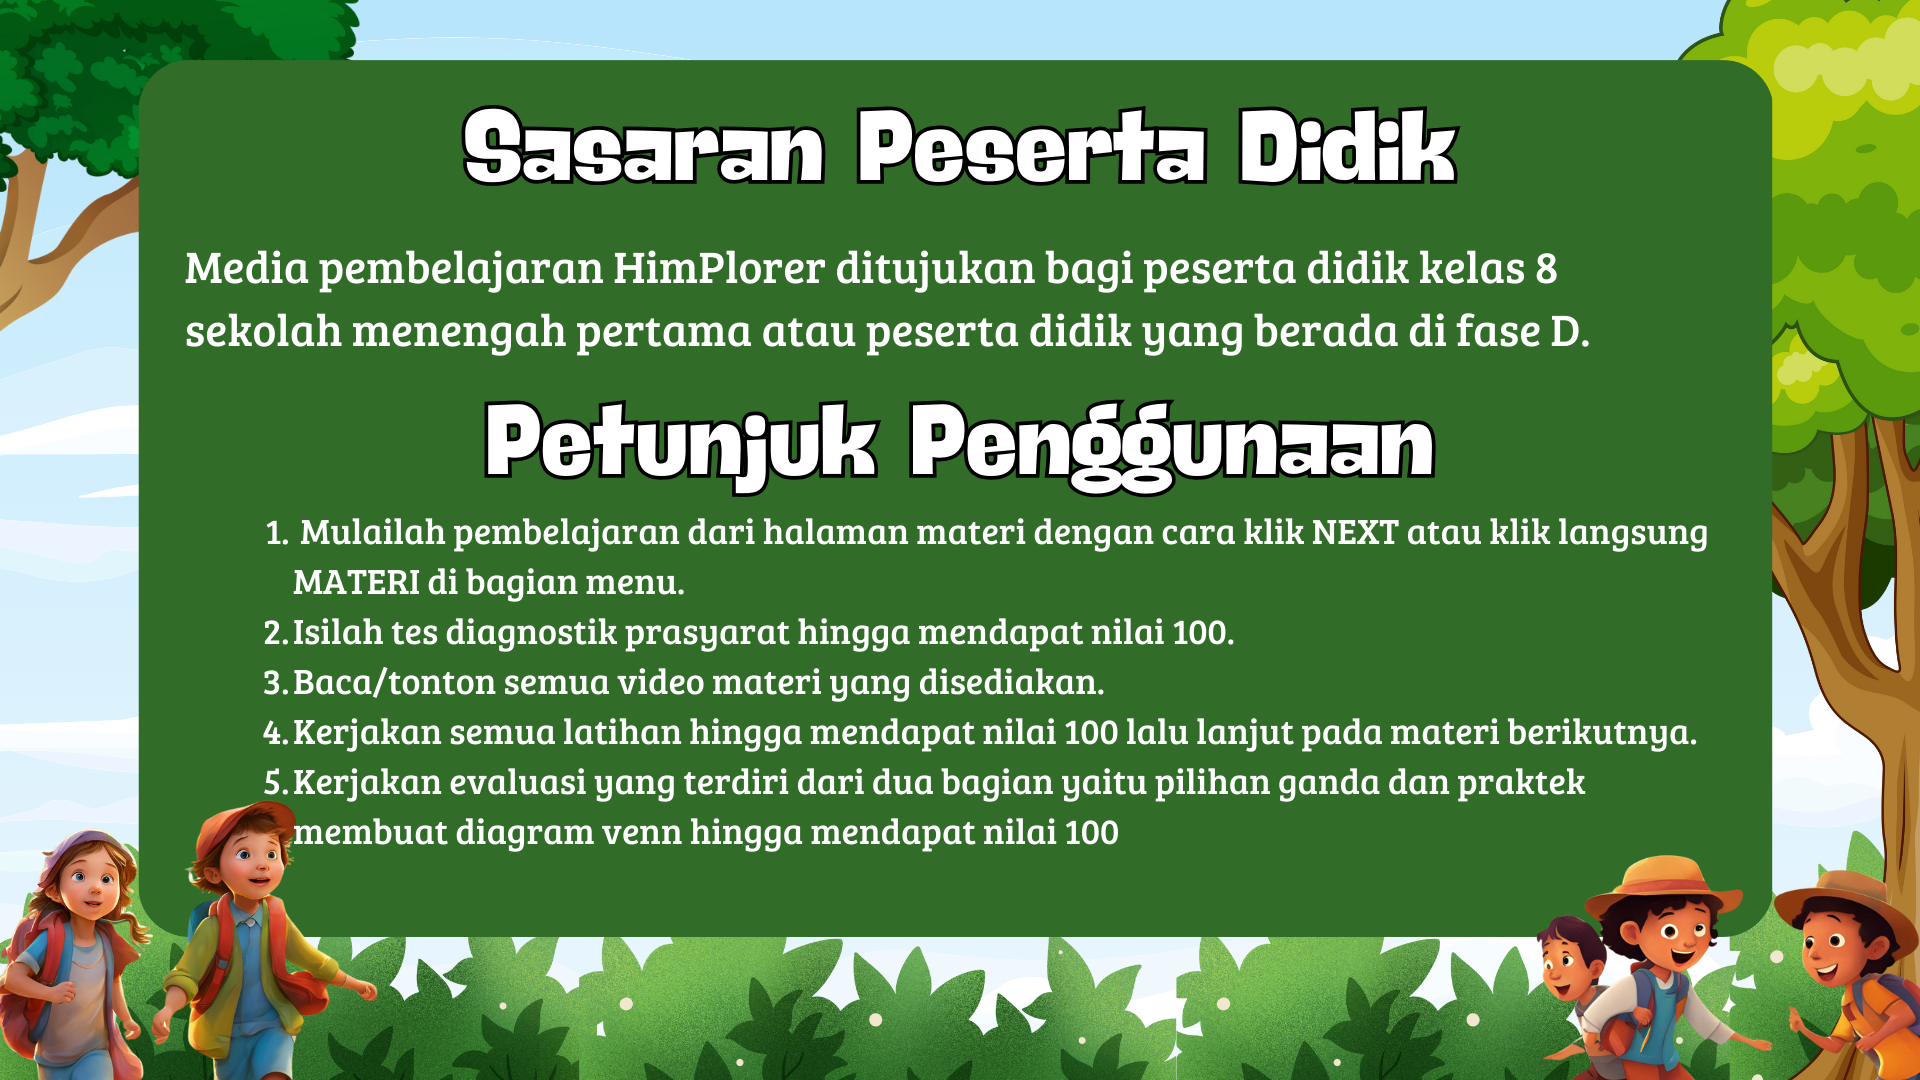 Sasaran Peserta Didik
Media pembelajaran HimPlorer ditujukan bagi peserta didik kelas 8
sekolah menengah pertama atau peserta didik yang berada di fase D.
Petunjuk Penggunaan
1. Mulailah pembelajaran dari halaman materi dengan cara klik NEXT atau klik langsung
MATERI di bagian menu.
2. Isilah tes diagnostik prasyarat hingga mendapat nilai 100.
3. Baca/tonton semua video materi yang disediakan.
4. Kerjakan semua latihan hingga mendapat nilai 100 lalu lanjut pada materi berikutnya.
5. Kerjakan evaluasi yang terdiri dari dua bagian yaitu pilihan ganda dan praktek
membuat diagram venn hingga mendapat nilai 100